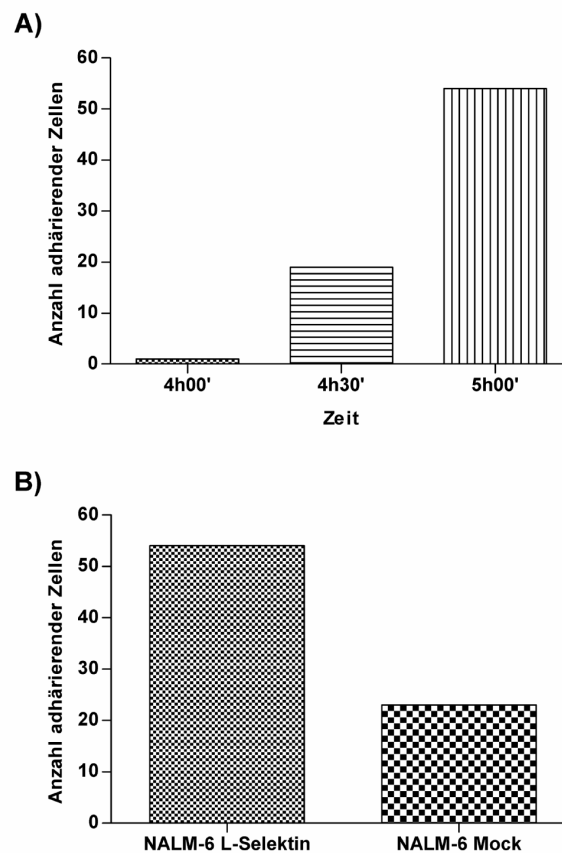 A)
Anzahl adhärierender Zellen
60
50
40
30
20
10
0
4h00' 4h30' 5h00'
Zeit
B)
Anzahl adhärierender Zellen
60
50
40
30
20
10
0
NALM-6 L-Selektin NALM-6 Mock